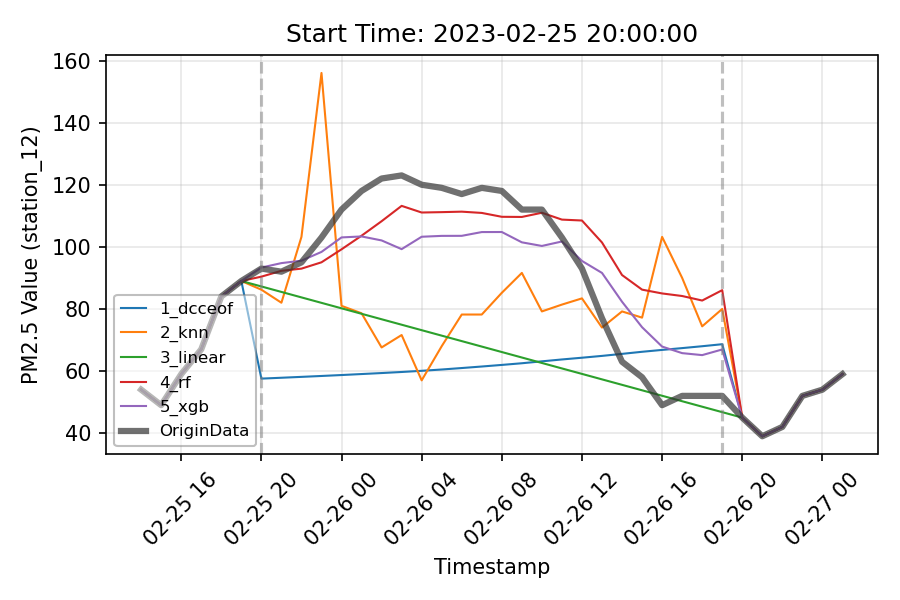 Start Time: 2023-02-25 20:00:00
PM2.5 Value (station_12)
160
140
120
100
80
60
40
1_dcceof
2_knn
3_linear
4_rf
5_xgb
OriginData
02-25 16
02-25 20
02-26 00
02-26 04
02-26 08
02-26 12
02-26 16
02-26 20
02-27 00
Timestamp